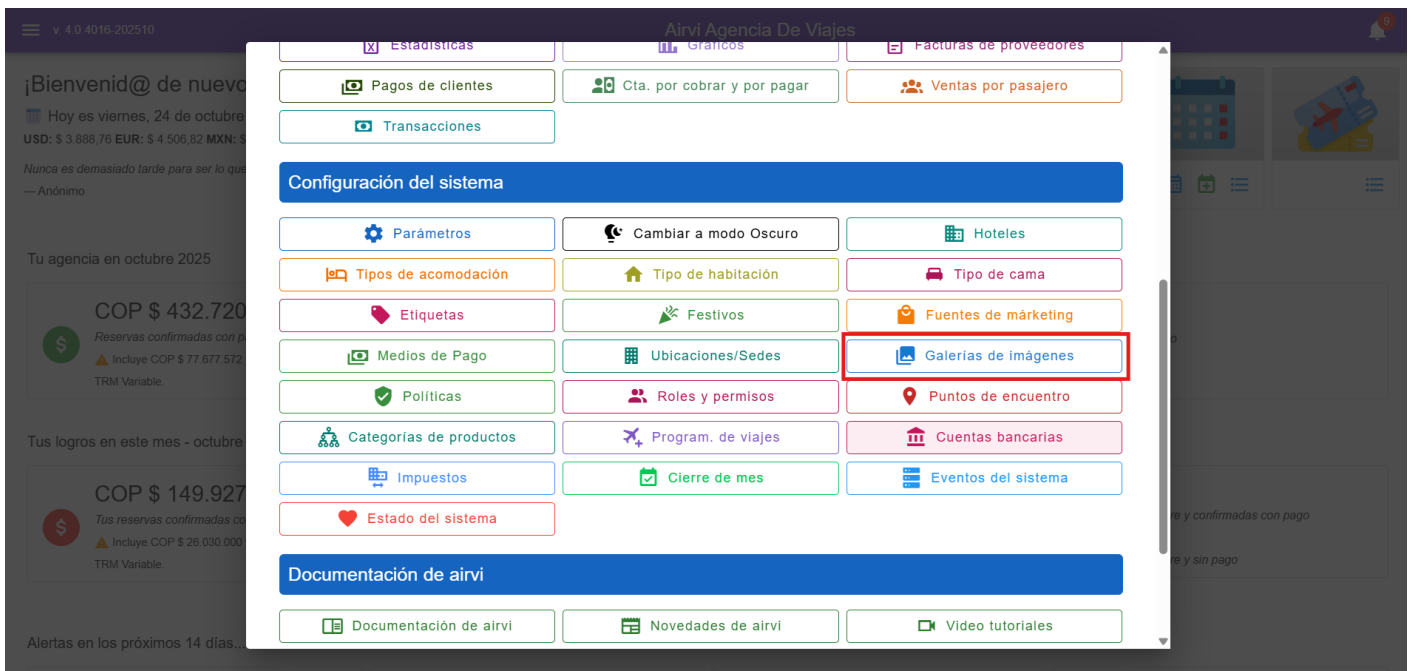 v. 4.0.4016-202510
Airvi Agencia De Viajes
9
¡Bienvenid@ de nuevo
Hoy es viernes, 24 de octubre
USD: $ 3.888,76 EUR: $ 4 506,82 MXN: $
Nunca es demasiado tarde para ser lo que
— Anónimo
Tu agencia en octubre 2025
COP $ 432.720
Reservas confirmadas con p
Incluye COP $ 77.677.572
TRM Variable.
Tus logros en este mes - octubre
COP $ 149.927
Tus reservas confirmadas co
Incluye COP $ 26.030.000
TRM Variable.
Alertas en los próximos 14 días...
Estadísticas
Gráficos
Facturas de proveedores
Pagos de clientes
Cta. por cobrar y por pagar
Ventas por pasajero
Transacciones
Configuración del sistema
Parámetros
Cambiar a modo Oscuro
Hoteles
Tipos de acomodación
Tipo de habitación
Tipo de cama
Etiquetas
Festivos
Fuentes de márketing
Medios de Pago
Ubicaciones/Sedes
Galerías de imágenes
Políticas
Roles y permisos
Puntos de encuentro
Categorías de productos
Program. de viajes
Cuentas bancarias
Impuestos
Cierre de mes
Eventos del sistema
Estado del sistema
Documentación de airvi
Documentación de airvi
Novedades de airvi
Video tutoriales
o
re y confirmadas con pago
re y sin pago